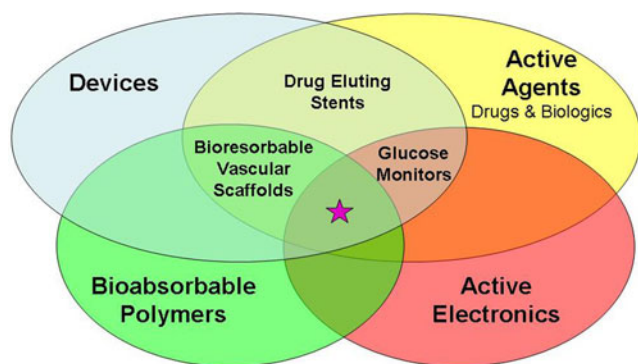 Devices
Active
Agents
Drugs & Biologics
Drug Eluting
Stents
Bioresorbable
Vascular
Scaffolds
Glucose
Monitors
Bioabsorbable
Polymers
Active
Electronics